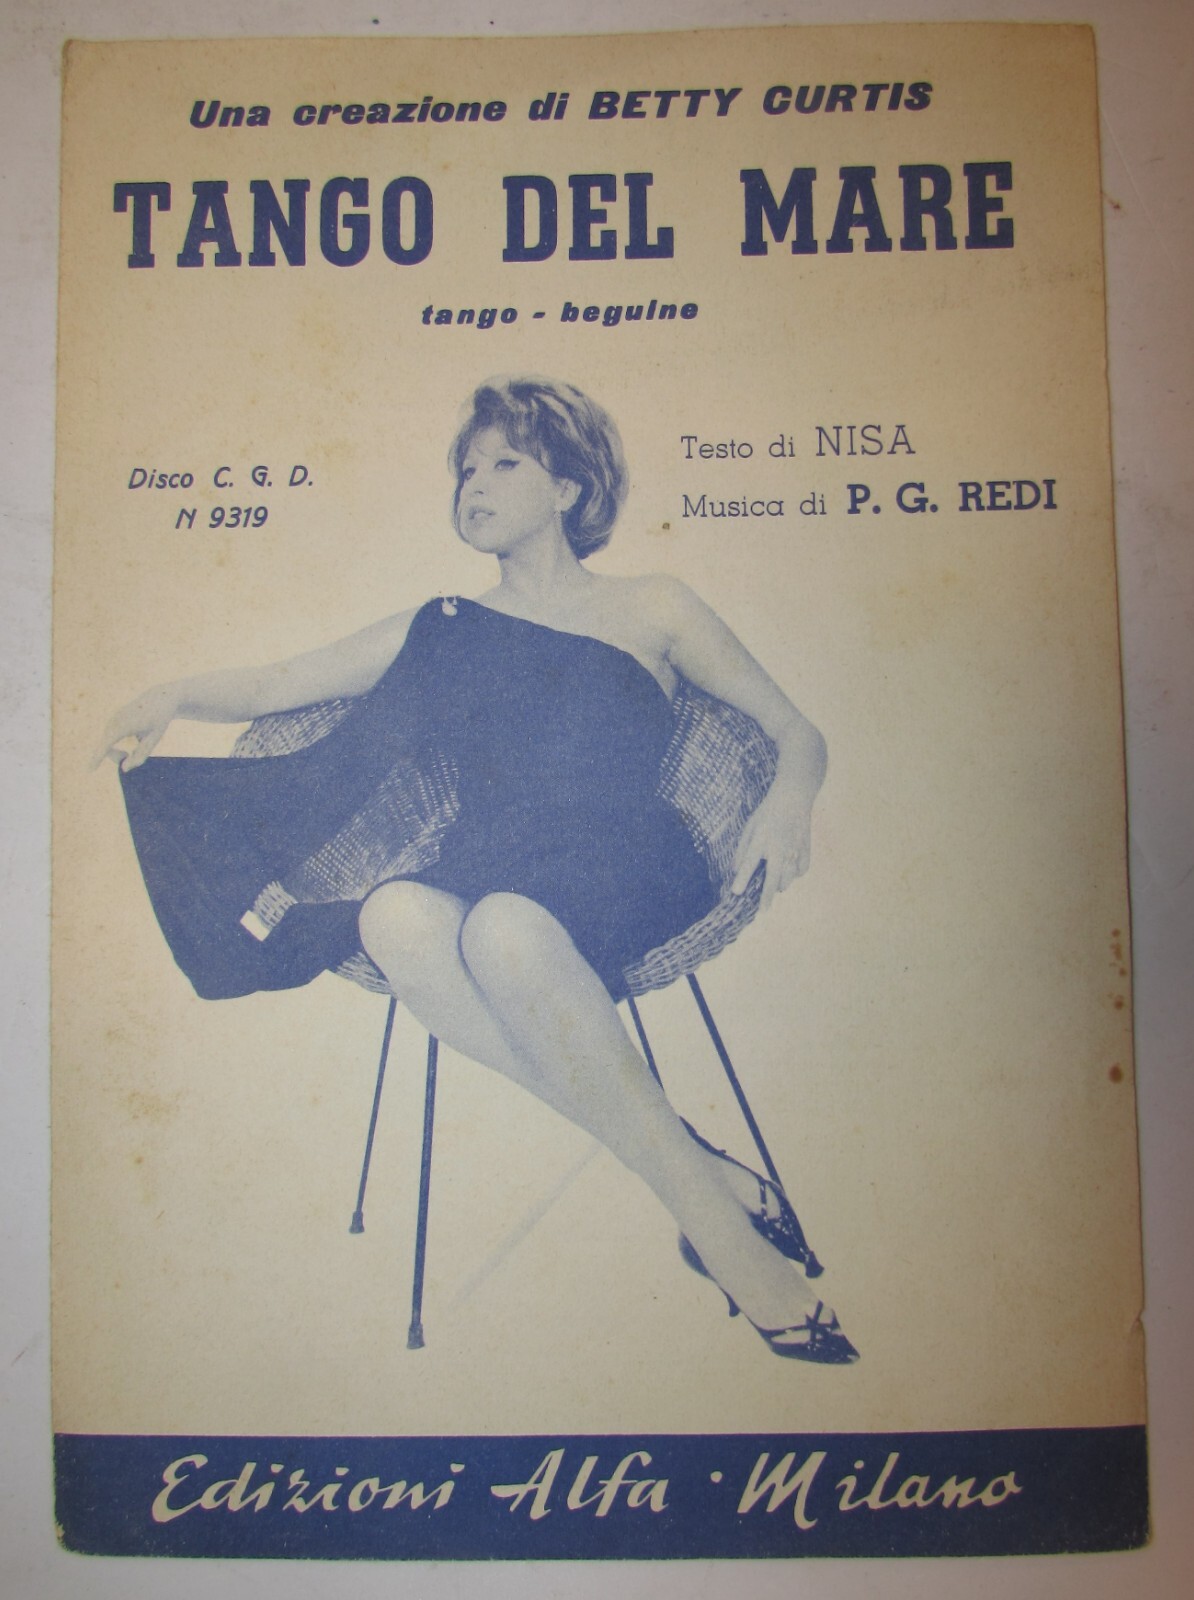 Una creazione di BETTY CURTIS
TANGO DEL MARE
tango - beguine
Testo di NISA
Musica di P. G. REDI
Disco C. G. D.
N 9319
Edizioni Alfa · Milano